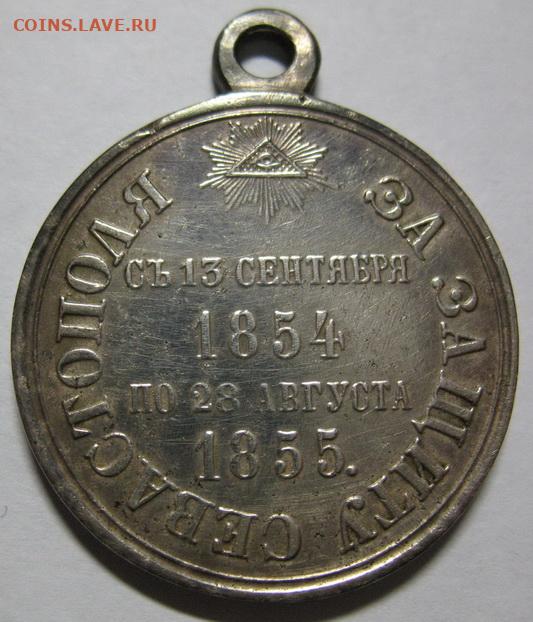 COINS.LAVE.RU
СЪ 13 СЕНТЯБРЯ
1854
ПО 28 АВГУСТА
1855.
ЗА ЗАЩИТУ СЕВАСТОПОЛЯ